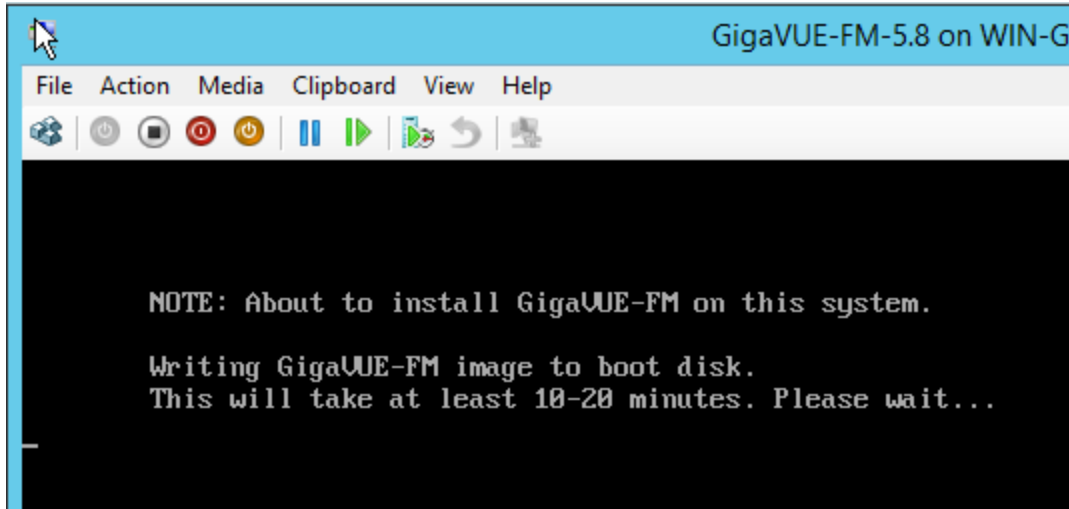 GigaVUE-FM-5.8 on WIN-G
File Action Media Clipboard View Help
NOTE: About to install GigaVUE-FM on this system.
Writing GigaVUE-FM image to boot disk.
This will take at least 10-20 minutes. Please wait...